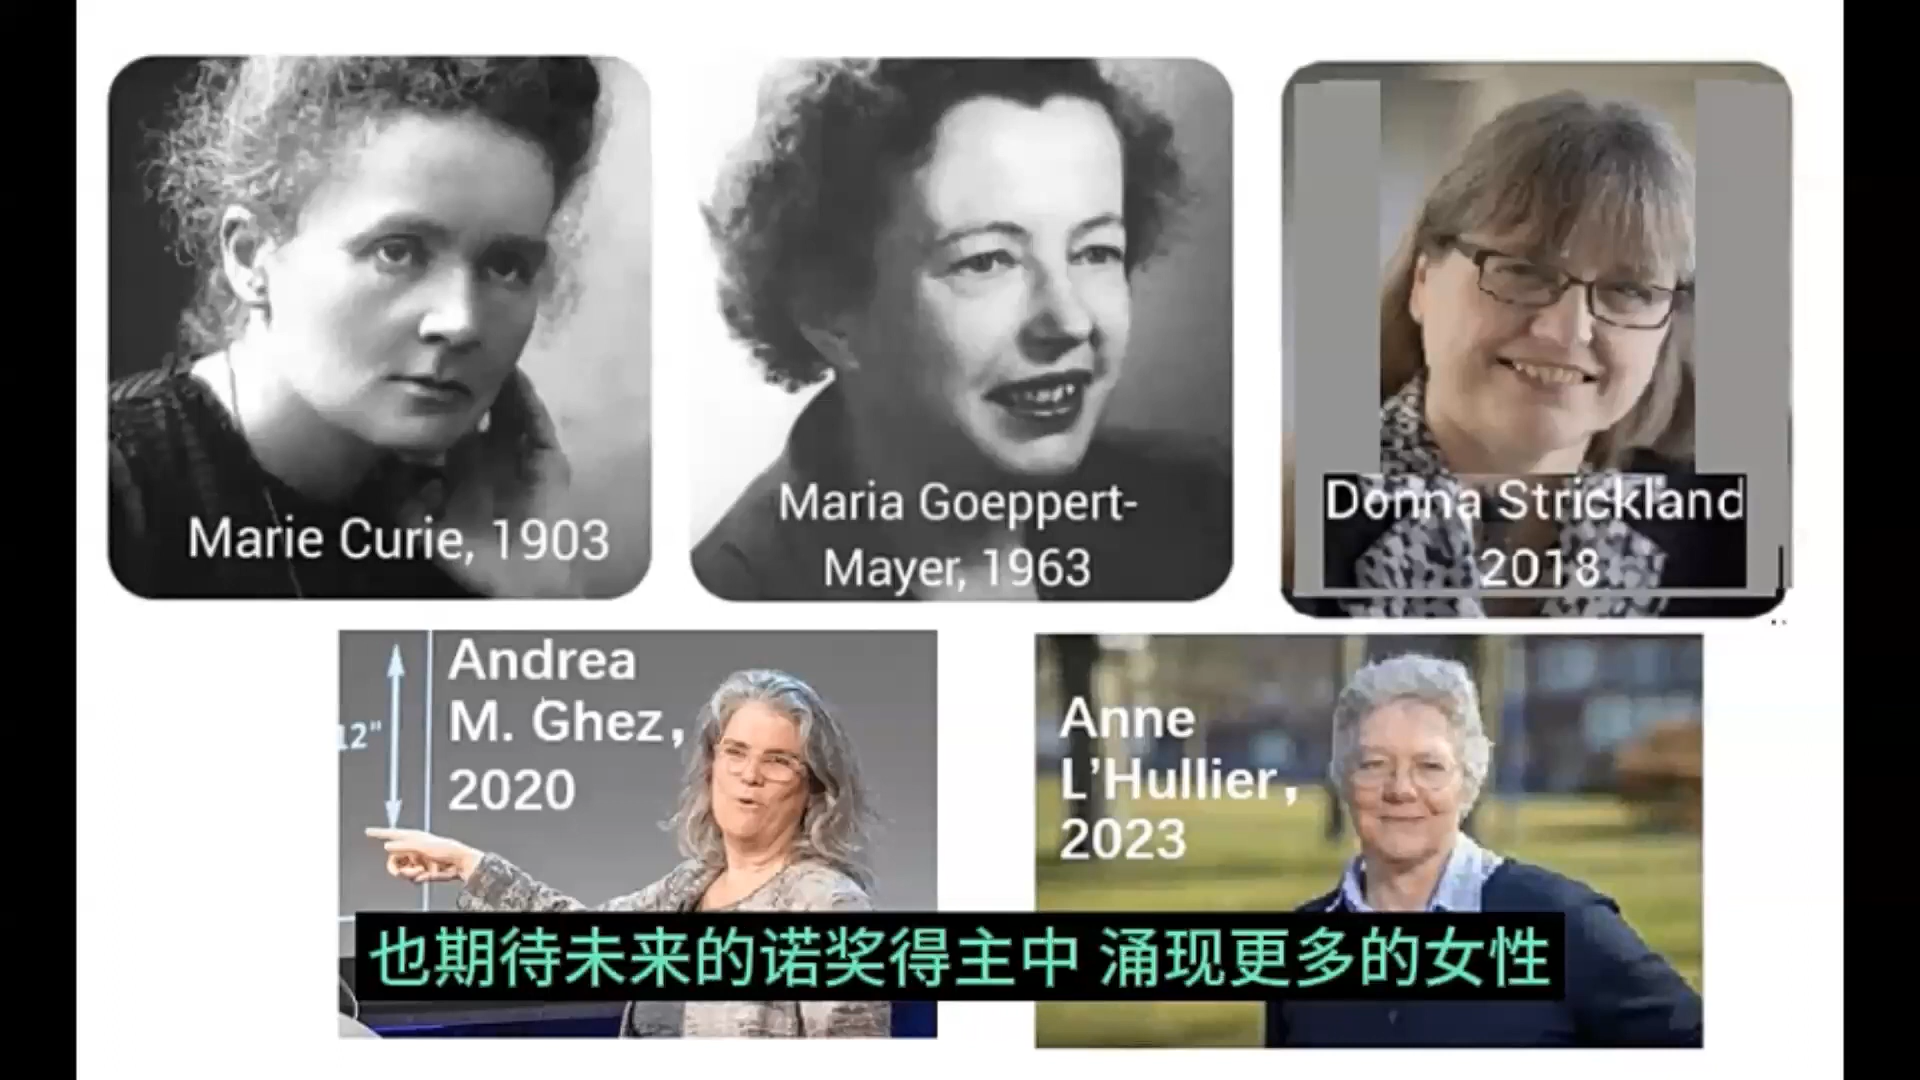 Marie Curie, 1903
Maria Goeppert-
Mayer, 1963
Donna Strickland
2018
12"
Andrea
M. Ghez,
2020
Anne
L'Hullier,
2023
也期待未来的诺奖得主中 涌现更多的女性